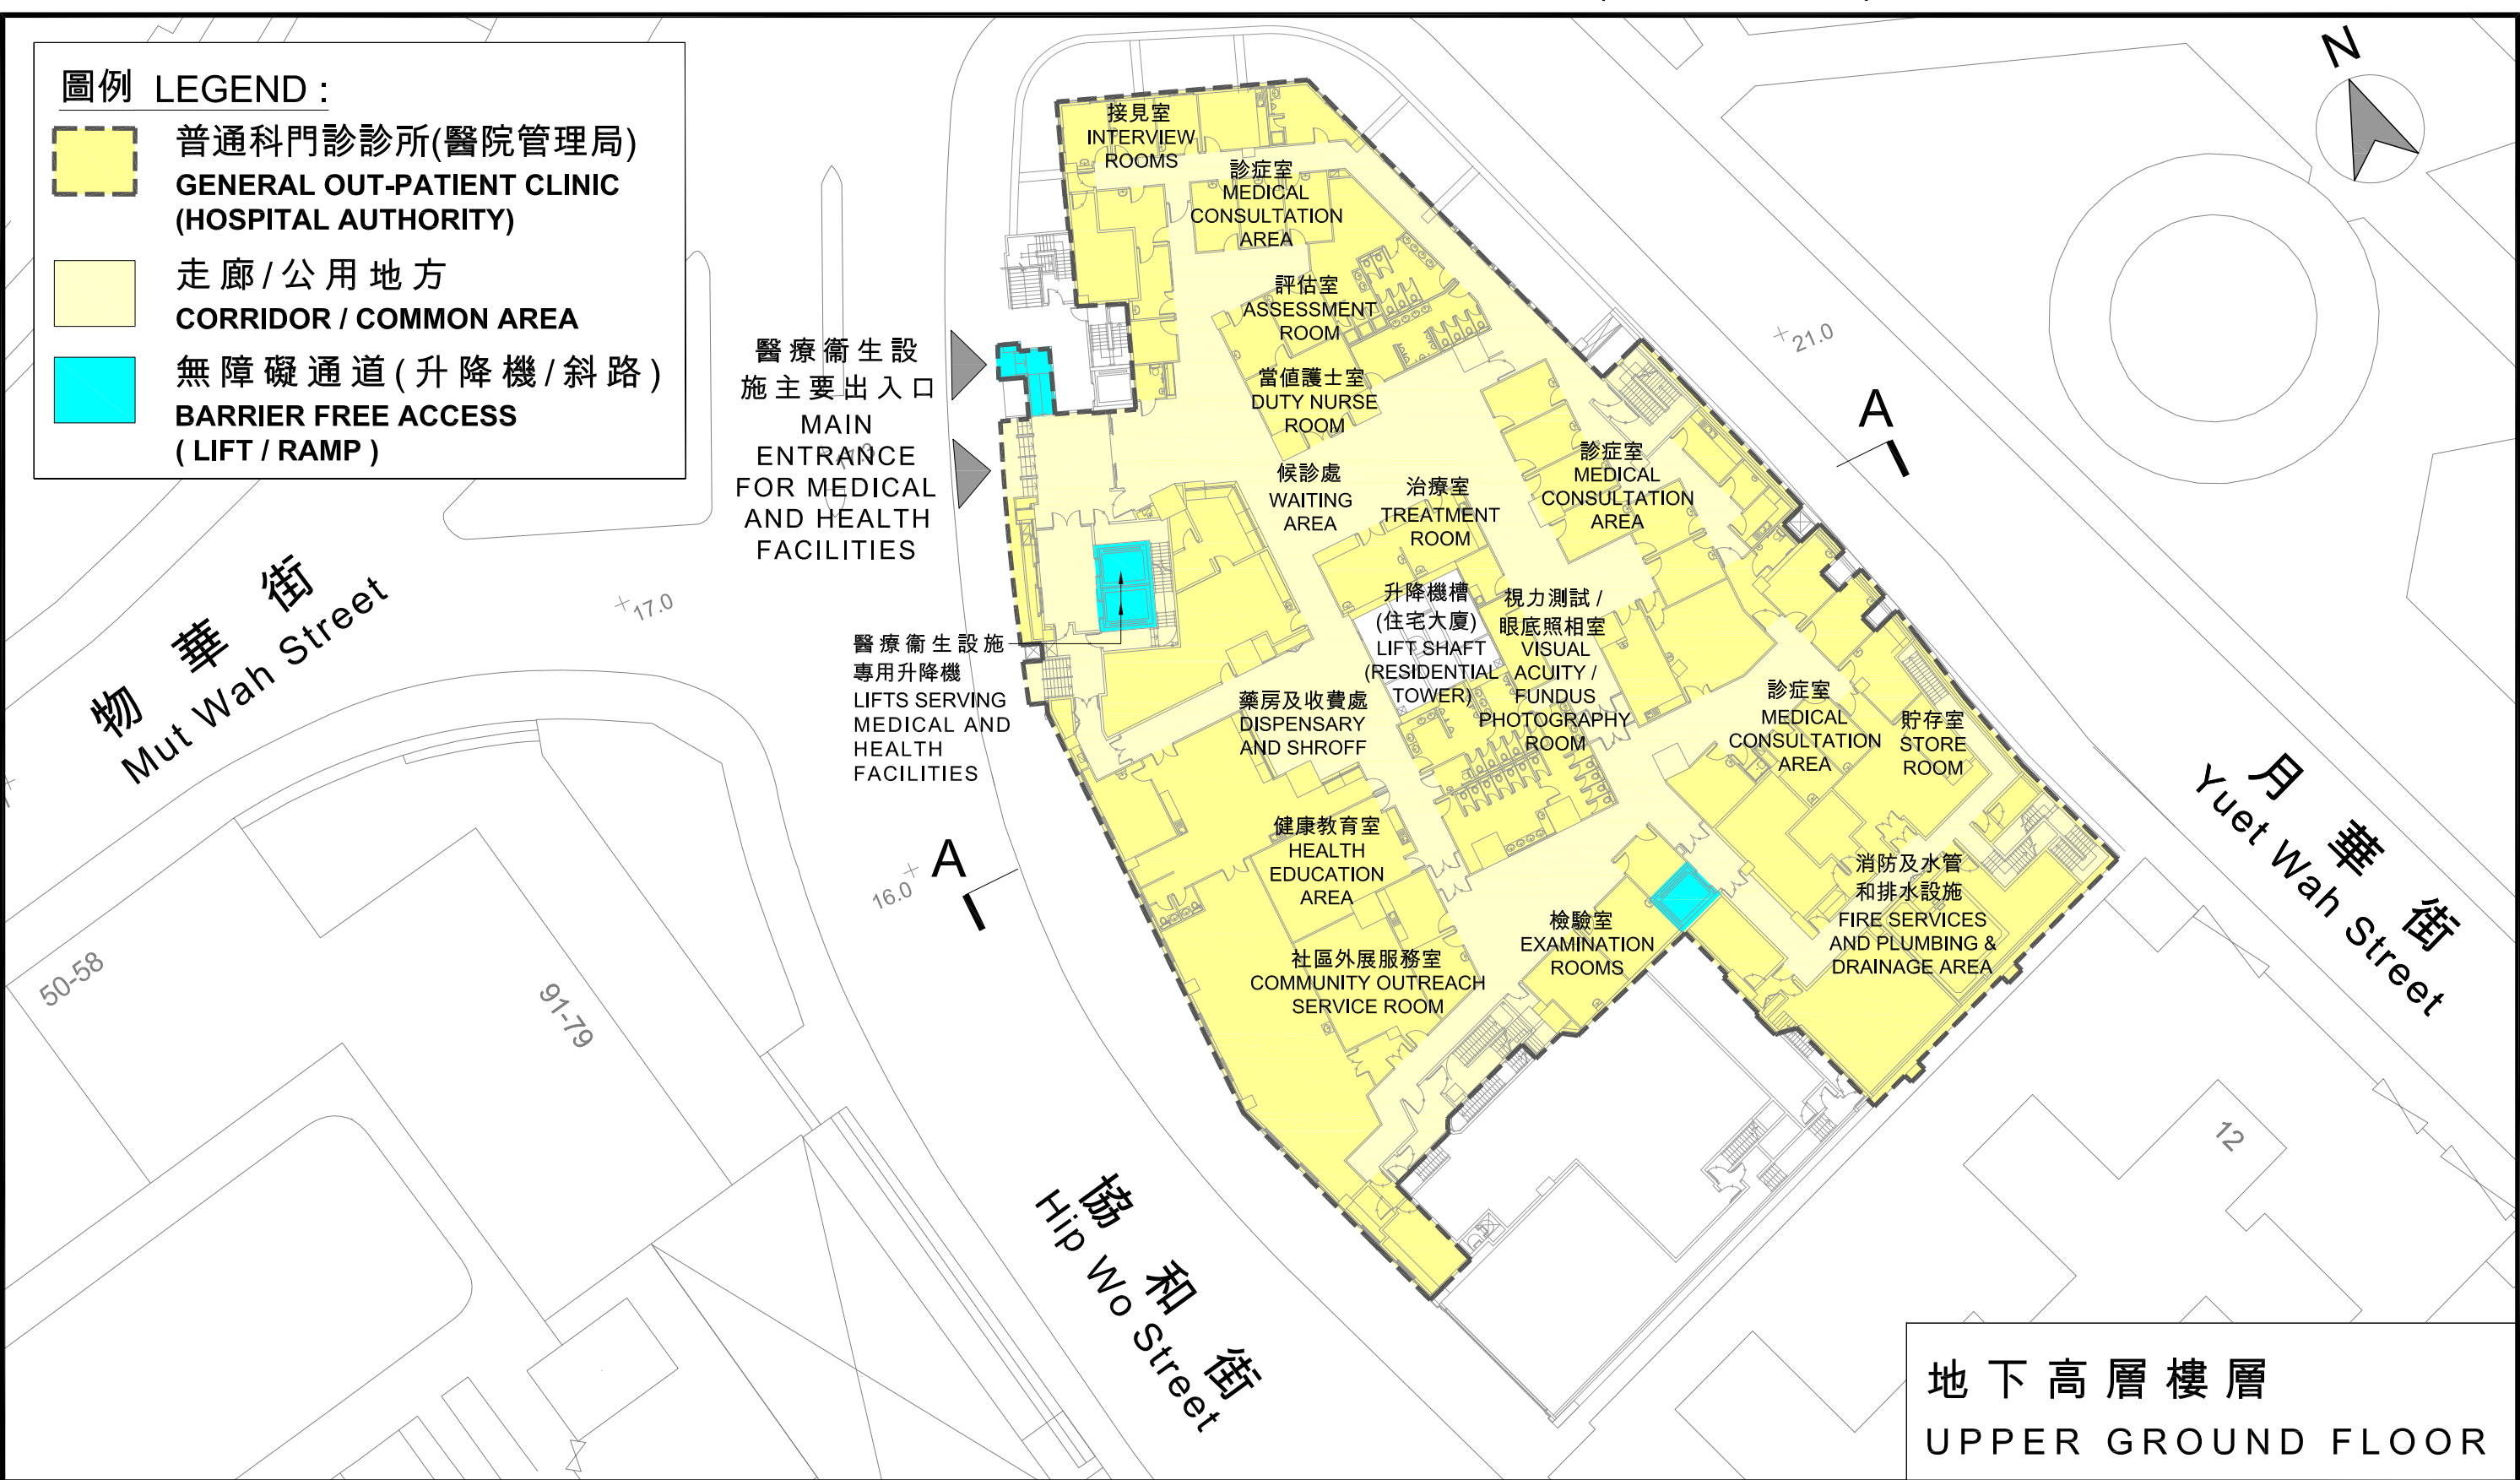 圖例 LEGEND :
普通科門診診所(醫院管理局)
GENERAL OUT-PATIENT CLINIC
(HOSPITAL AUTHORITY)
走廊/公用地方
CORRIDOR / COMMON AREA
無障礙通道(升降機/斜路)
BARRIER FREE ACCESS
( LIFT / RAMP )
N
接見室
INTERVIEW
ROOMS
診症室
MEDICAL
CONSULTATION
AREA
評估室
ASSESSMENT
ROOM
當值護士室
DUTY NURSE
ROOM
醫療衞生設
施主要出入口
MAIN
ENTRANCE
FOR MEDICAL
AND HEALTH
FACILITIES
21.0
A
候診處
WAITING
AREA
治療室
TREATMENT
ROOM
診症室
MEDICAL
CONSULTATION
AREA
物華街
Mut Wah Street
17.0
醫療衞生設施
專用升降機
LIFTS SERVING
MEDICAL AND
HEALTH
FACILITIES
升降機槽
(住宅大廈)
LIFT SHAFT
(RESIDENTIAL
TOWER)
視力測試 /
眼底照相室
VISUAL
ACUITY /
FUNDUS
PHOTOGRAPHY
ROOM
藥房及收費處
DISPENSARY
AND SHROFF
診症室
MEDICAL
CONSULTATION
AREA
貯存室
STORE
ROOM
月華街
Yuet Wah Street
A
16.0
健康教育室
HEALTH
EDUCATION
AREA
消防及水管
和排水設施
FIRE SERVICES
AND PLUMBING &
DRAINAGE AREA
檢驗室
EXAMINATION
ROOMS
社區外展服務室
COMMUNITY OUTREACH
SERVICE ROOM
50-58
91-79
12
協和街
Hip Wo Street
地下高層樓層
UPPER GROUND FLOOR